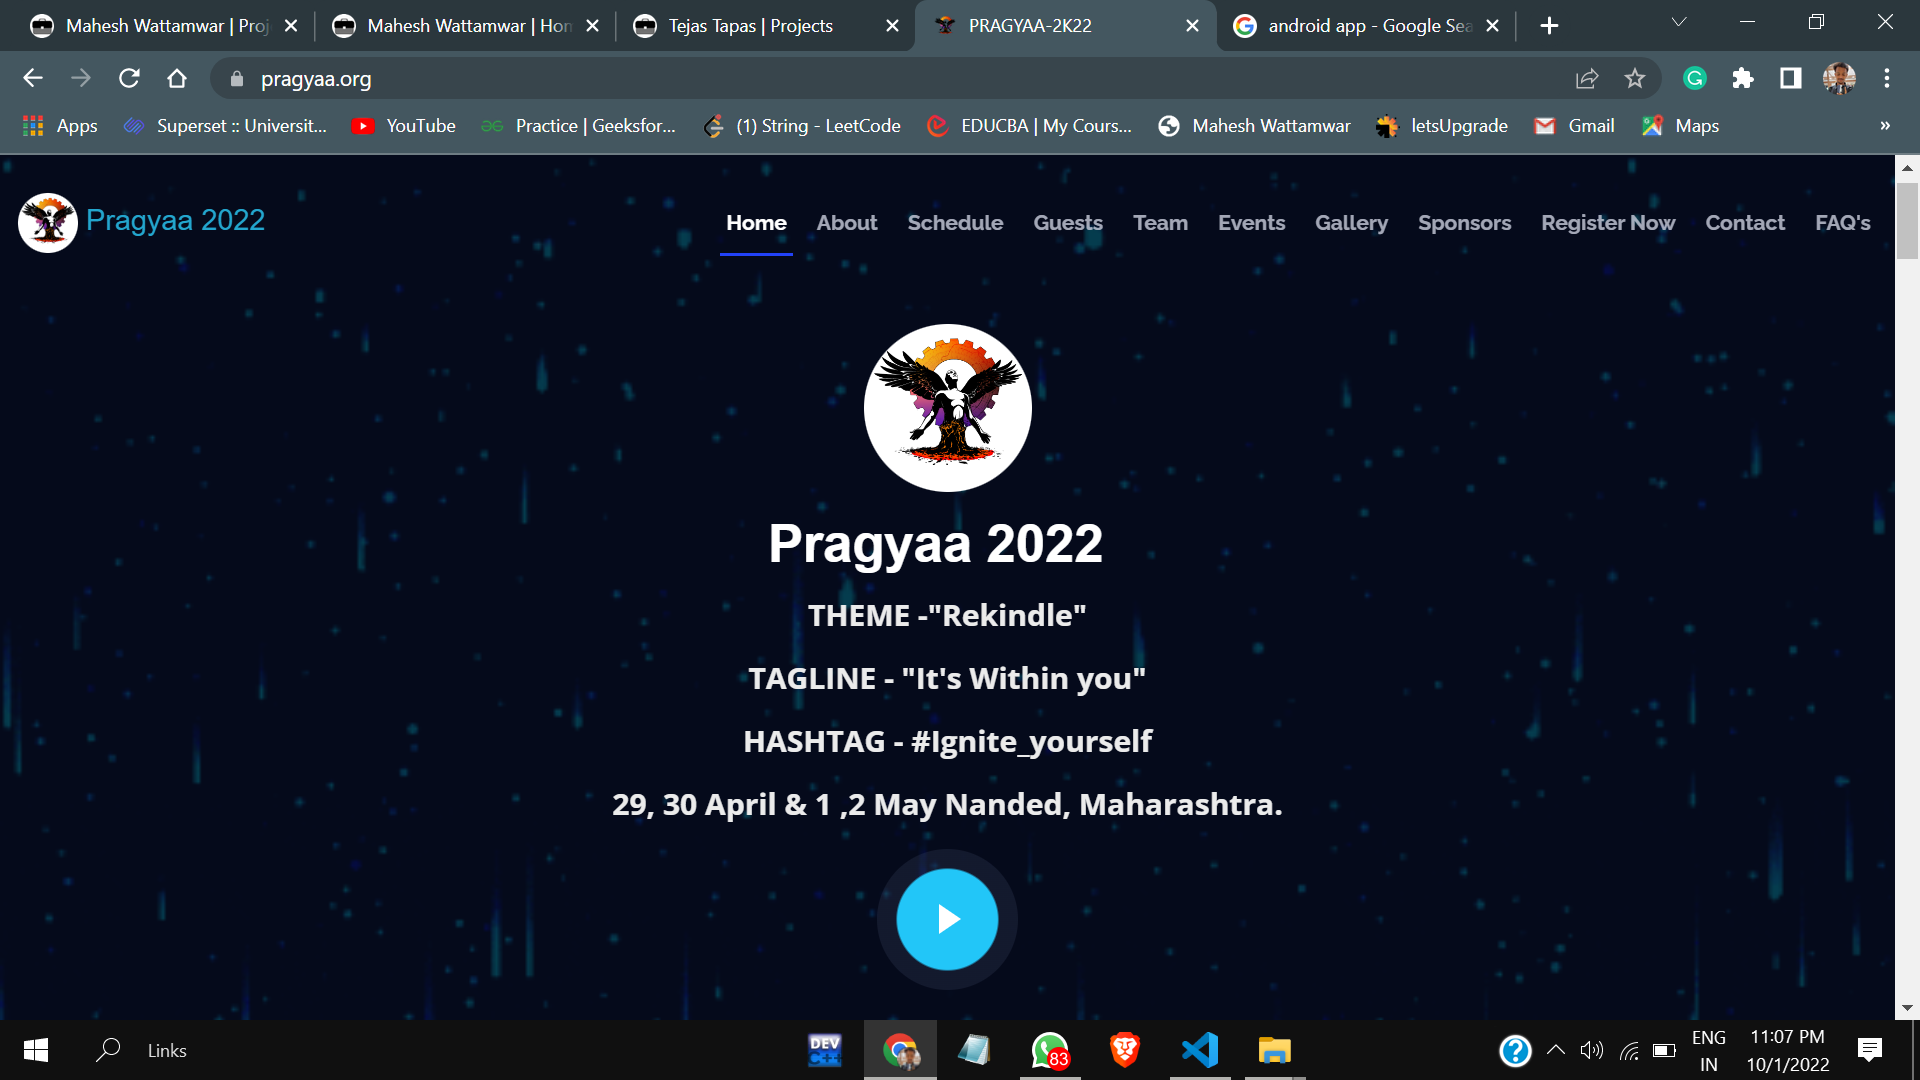 Mahesh Wattamwar | Proj
Mahesh Wattamwar | Hom
Tejas Tapas | Projects
PRAGYAA-2K22
android app - Google Sea
pragyaa.org
Apps
Superset :: Universit...
YouTube
Practice | Geeksfor...
(1) String - LeetCode
EDUCBA | My Cours...
Mahesh Wattamwar
letsUpgrade
Gmail
Maps
»
Pragyaa 2022
Home
About
Schedule
Guests
Team
Events
Gallery
Sponsors
Register Now
Contact
FAQ's
Pragyaa 2022
THEME -"Rekindle"
TAGLINE - "It's Within you"
HASHTAG - #Ignite_yourself
29, 30 April & 1 ,2 May Nanded, Maharashtra.
Links
DEV
C++
83
ENG
IN
11:07 PM
10/1/2022